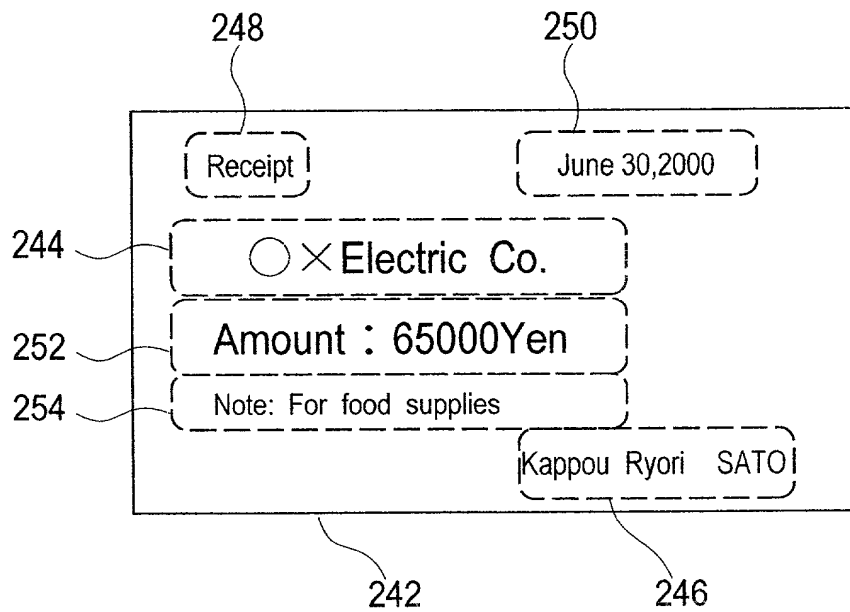 248 250
Receipt June 30,2000
244 ○×Electric Co.
252 Amount : 65000Yen
254 Note: For food supplies
Kappou Ryori SATO
242 246